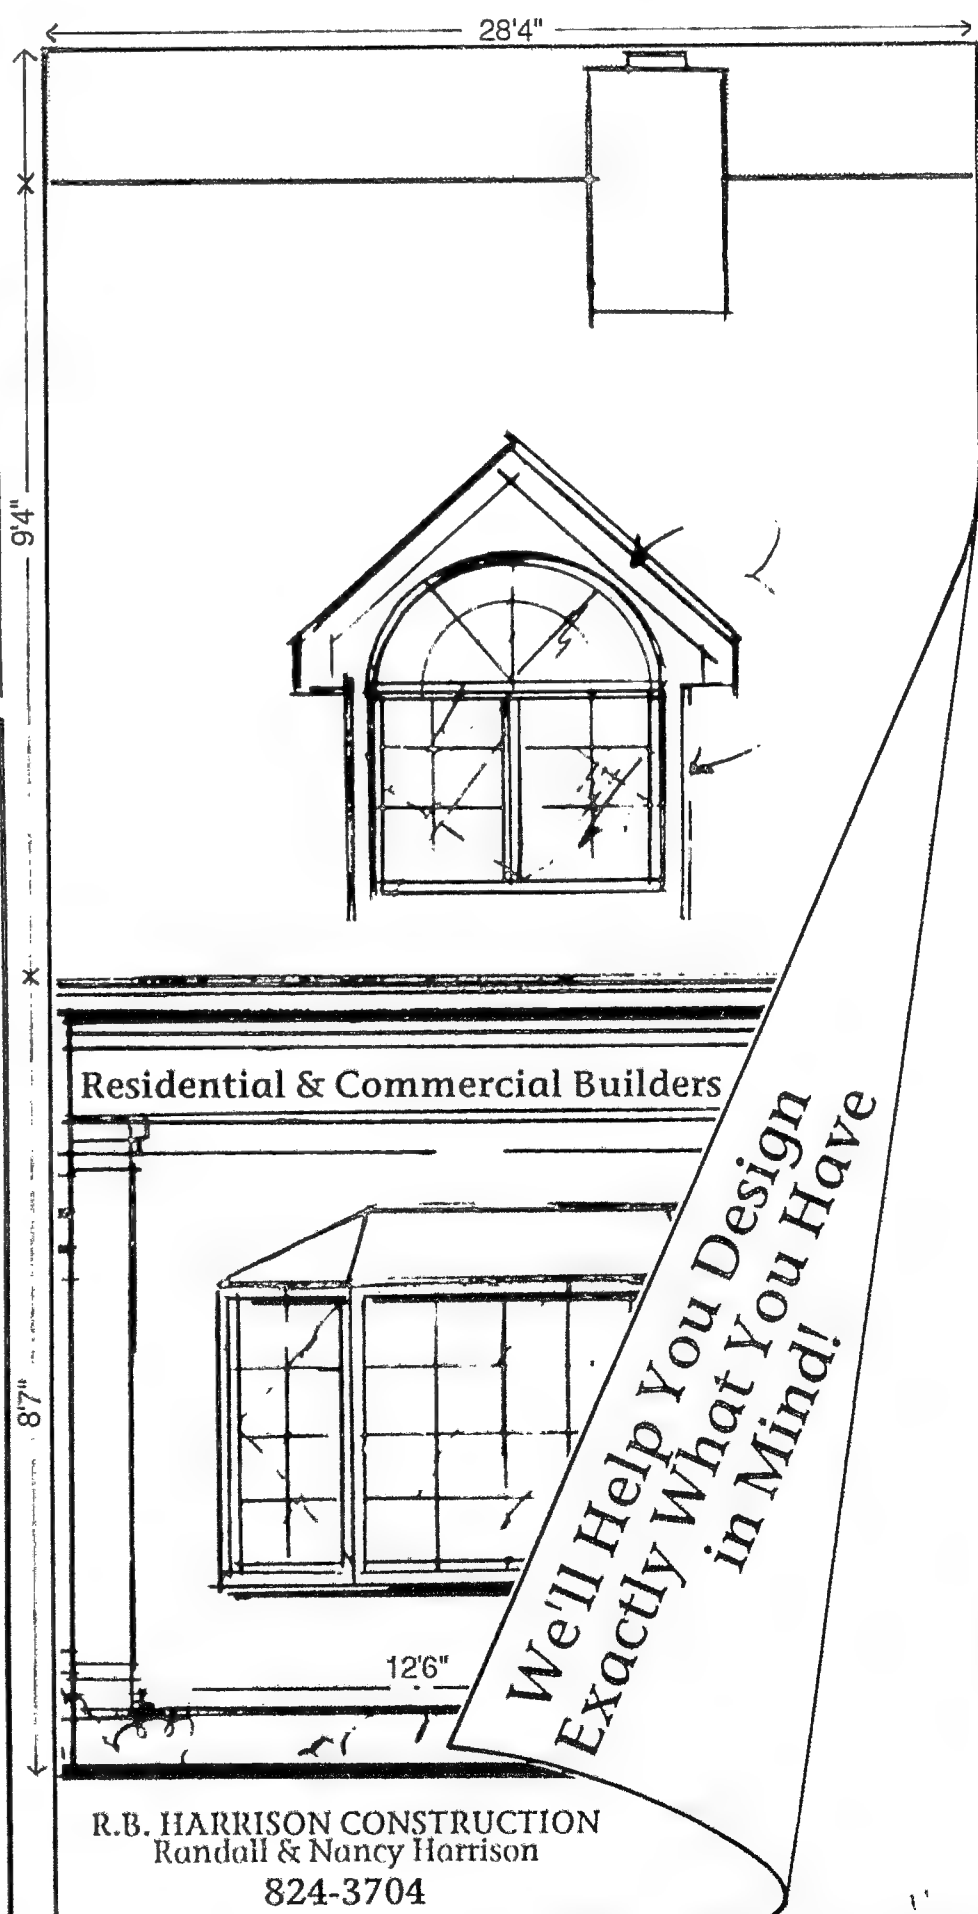 28'4"
9'4"
Residential & Commercial Builders
We'll Help You Design
Exactly What You Have
in Mind!
8'7"
12'6"
R.B. HARRISON CONSTRUCTION
Randall & Nancy Harrison
824-3704